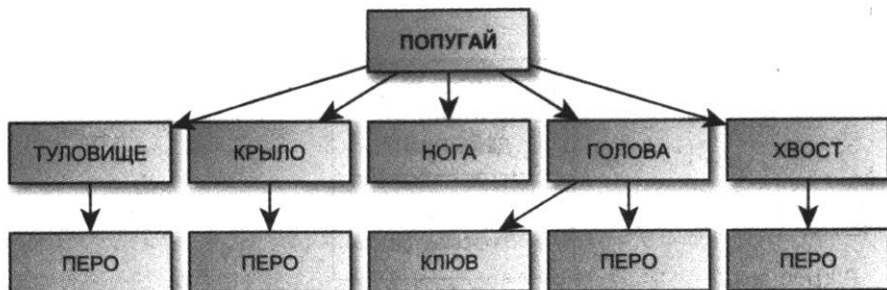 ПОПУГАЙ
ТУЛОВИЩЕ КРЫЛО НОГА ГОЛОВА ХВОСТ
ПЕРО ПЕРО КЛЮВ ПЕРО ПЕРО